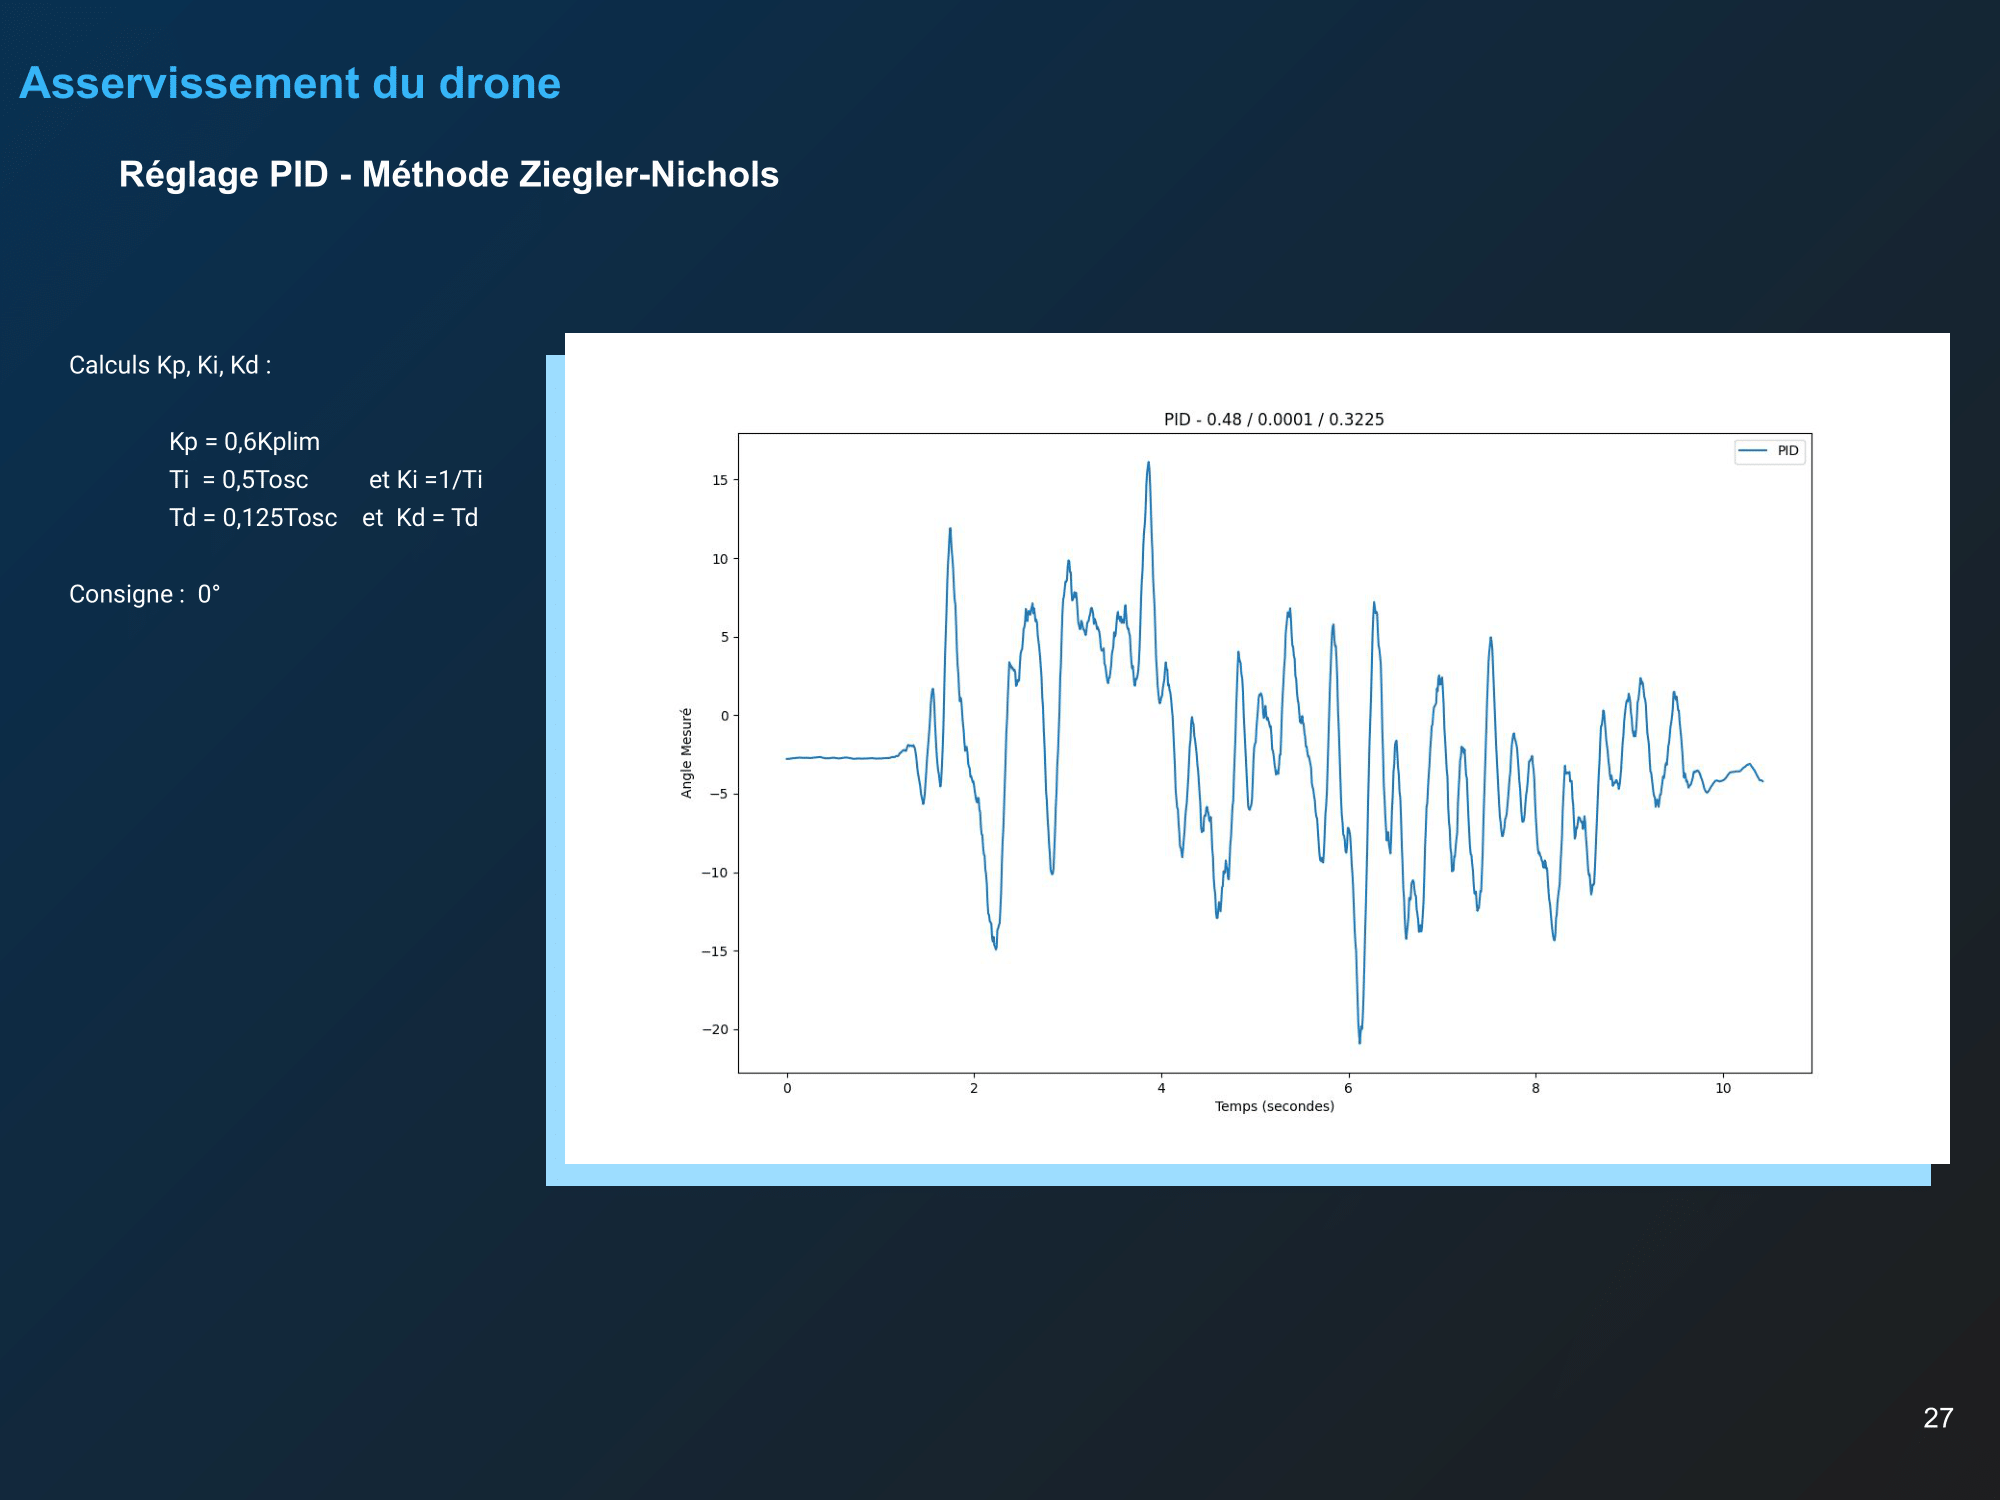 Asservissement du drone
Réglage PID - Méthode Ziegler-Nichols
Calculs Kp, Ki, Kd :
Kp = 0,6Kplim
Ti = 0,5Tosc et Ki =1/Ti
Td = 0,125Tosc et Kd = Td
Consigne : 0°
PID - 0.48 / 0.0001 / 0.3225
PID
15
10
5
0
−5
−10
−15
−20
Angle Mesuré
0 2 4 6 8 10
Temps (secondes)
27